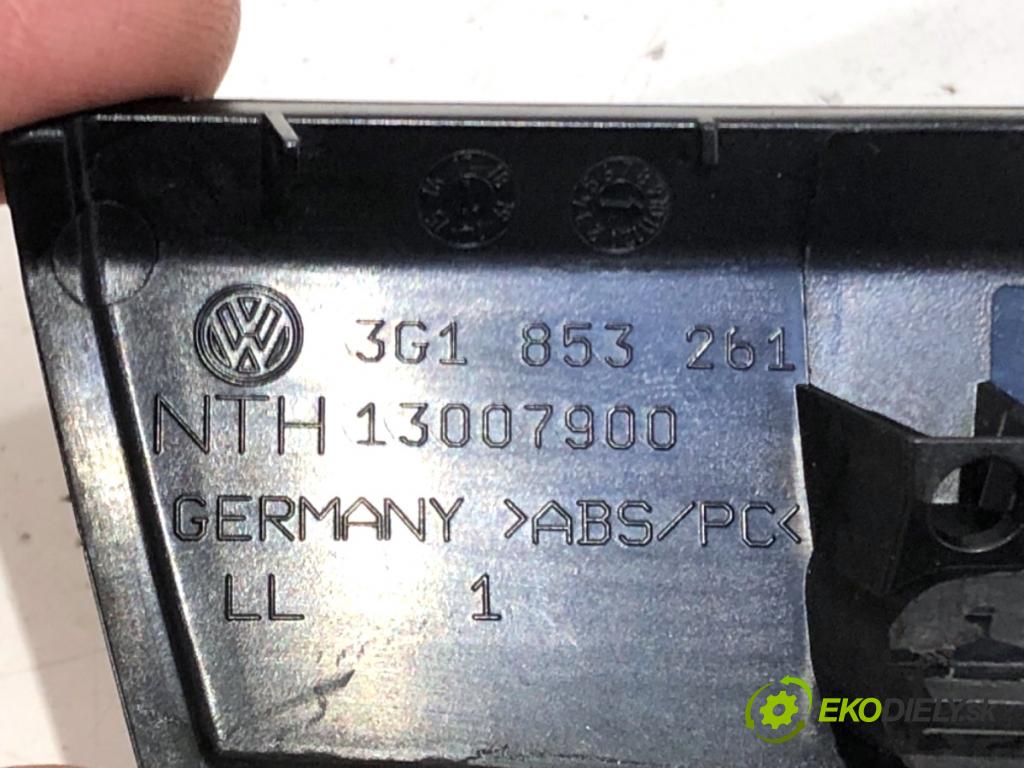 3G1 853 261
NTH 13007900
GERMANY >ABS/PC<
LL 1
EKODIELY.SK